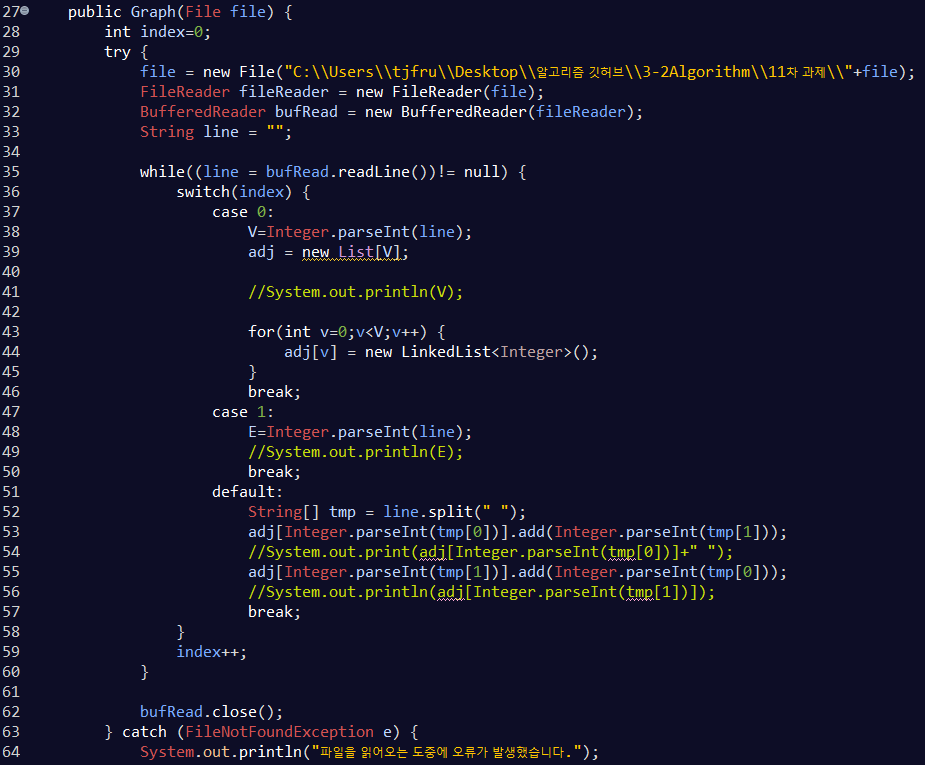 27 public Graph(File file) {
28 int index=0;
29 try {
30 file = new File("C:\\Users\\tjfru\\Desktop\\알고리즘 깃허브\\3-2Algorithm\\11차 과제\\"+file);
31 FileReader fileReader = new FileReader(file);
32 BufferedReader bufRead = new BufferedReader(fileReader);
33 String line = "";
34
35 while((line = bufRead.readLine())!= null) {
36 switch(index) {
37 case 0:
38 V=Integer.parseInt(line);
39 adj = new List[V];
40
41 //System.out.println(V);
42
43 for(int v=0;v<V;v++) {
44 adj[v] = new LinkedList<Integer>();
45 }
46 break;
47 case 1:
48 E=Integer.parseInt(line);
49 //System.out.println(E);
50 break;
51 default:
52 String[] tmp = line.split(" ");
53 adj[Integer.parseInt(tmp[0])].add(Integer.parseInt(tmp[1]));
54 //System.out.print(adj[Integer.parseInt(tmp[0])]+" ");
55 adj[Integer.parseInt(tmp[1])].add(Integer.parseInt(tmp[0]));
56 //System.out.println(adj[Integer.parseInt(tmp[1])]);
57 break;
58 }
59 index++;
60 }
61
62 bufRead.close();
63 } catch (FileNotFoundException e) {
64 System.out.println("파일을 읽어오는 도중에 오류가 발생했습니다.");